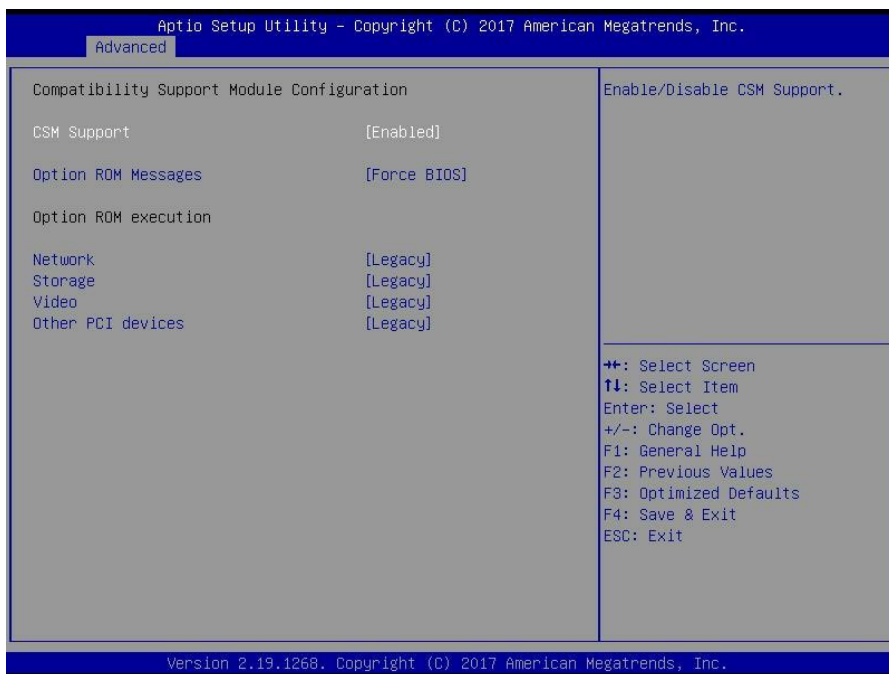 Aptio Setup Utility – Copyright (C) 2017 American Megatrends, Inc.
Advanced
Compatibility Support Module Configuration
CSM Support [Enabled]
Option ROM Messages [Force BIOS]
Option ROM execution
Network [Legacy]
Storage [Legacy]
Video [Legacy]
Other PCI devices [Legacy]
Enable/Disable CSM Support.
→←: Select Screen
↑↓: Select Item
Enter: Select
+/-: Change Opt.
F1: General Help
F2: Previous Values
F3: Optimized Defaults
F4: Save & Exit
ESC: Exit
Version 2.19.1268. Copyright (C) 2017 American Megatrends, Inc.